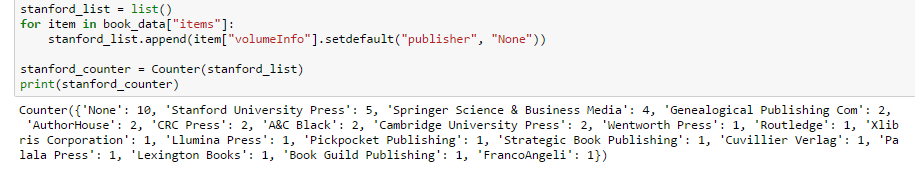 stanford_list = list()
for item in book_data["items"]:
    stanford_list.append(item["volumeInfo"].setdefault("publisher", "None"))

stanford_counter = Counter(stanford_list)
print(stanford_counter)
Counter({'None': 10, 'Stanford University Press': 5, 'Springer Science & Business Media': 4, 'Genealogical Publishing Com': 2,
 'AuthorHouse': 2, 'CRC Press': 2, 'A&C Black': 2, 'Cambridge University Press': 2, 'Wentworth Press': 1, 'Routledge': 1, 'Xlib
ris Corporation': 1, 'Llumina Press': 1, 'Pickpocket Publishing': 1, 'Strategic Book Publishing': 1, 'Cuvillier Verlag': 1, 'Pa
lala Press': 1, 'Lexington Books': 1, 'Book Guild Publishing': 1, 'FrancoAngeli': 1})